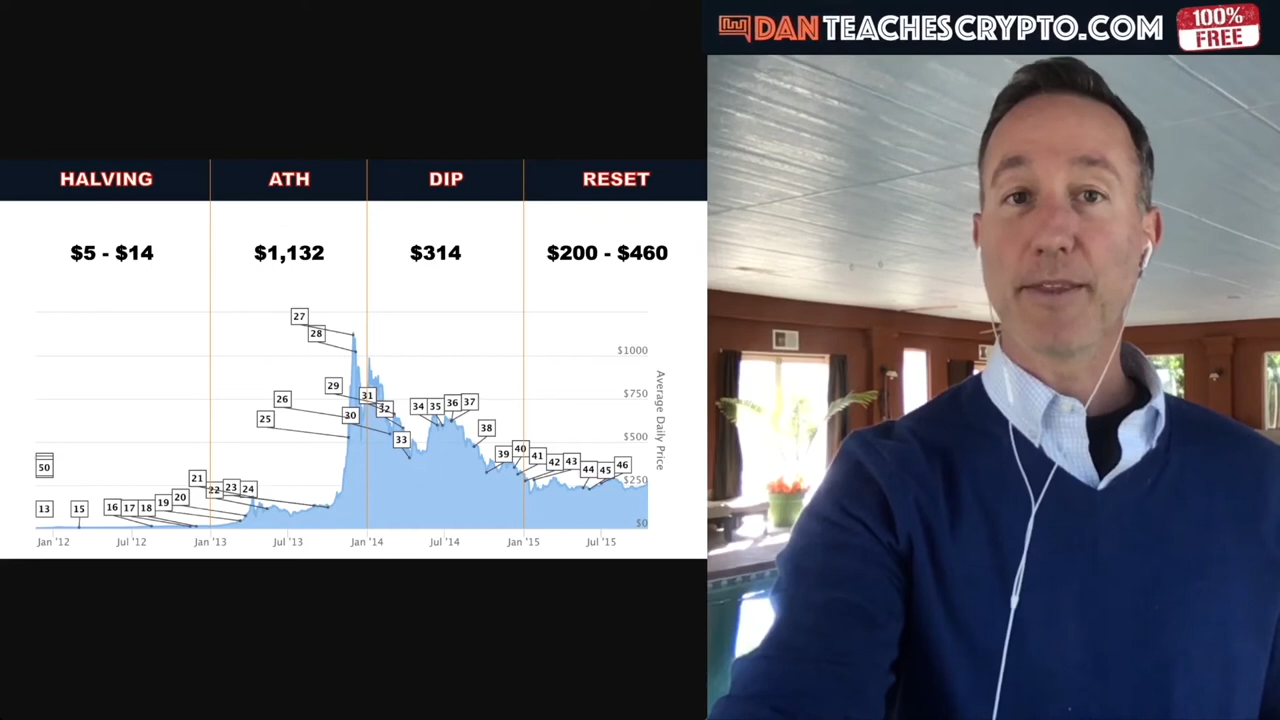 DANTEACHESCRYPTO.COM
100%
FREE
HALVING ATH DIP RESET
$5 - $14 $1,132 $314 $200 - $460
27
28
$1000
29
26 31 $750
25 30 32 34 35 36 37
33 38 $500
39 40 41 42 43 44 45 46
50
21 22 23 24 $250
13 15 16 17 18 19 20
$0
Average Daily Price
Jan '12 Jul '12 Jan '13 Jul '13 Jan '14 Jul '14 Jan '15 Jul '15